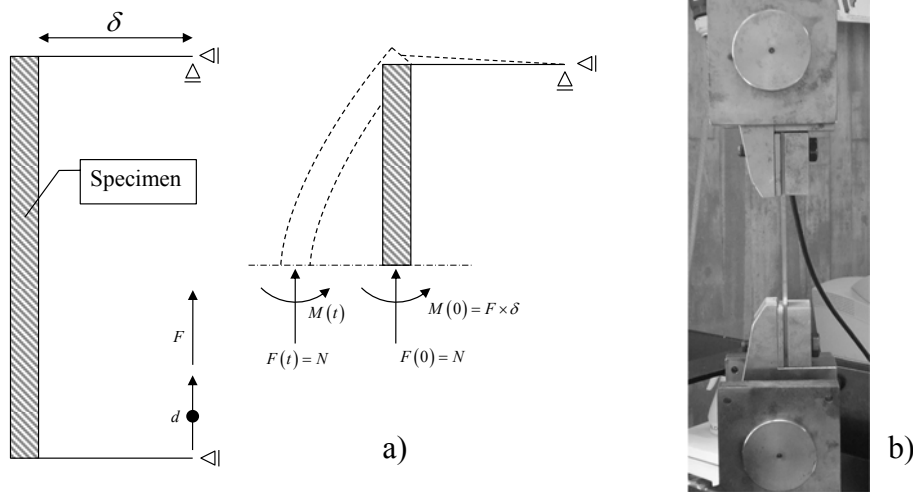 δ
Specimen
F
d
M(t)
F(t)=N
M(0)=F×δ
F(0)=N
a)
b)